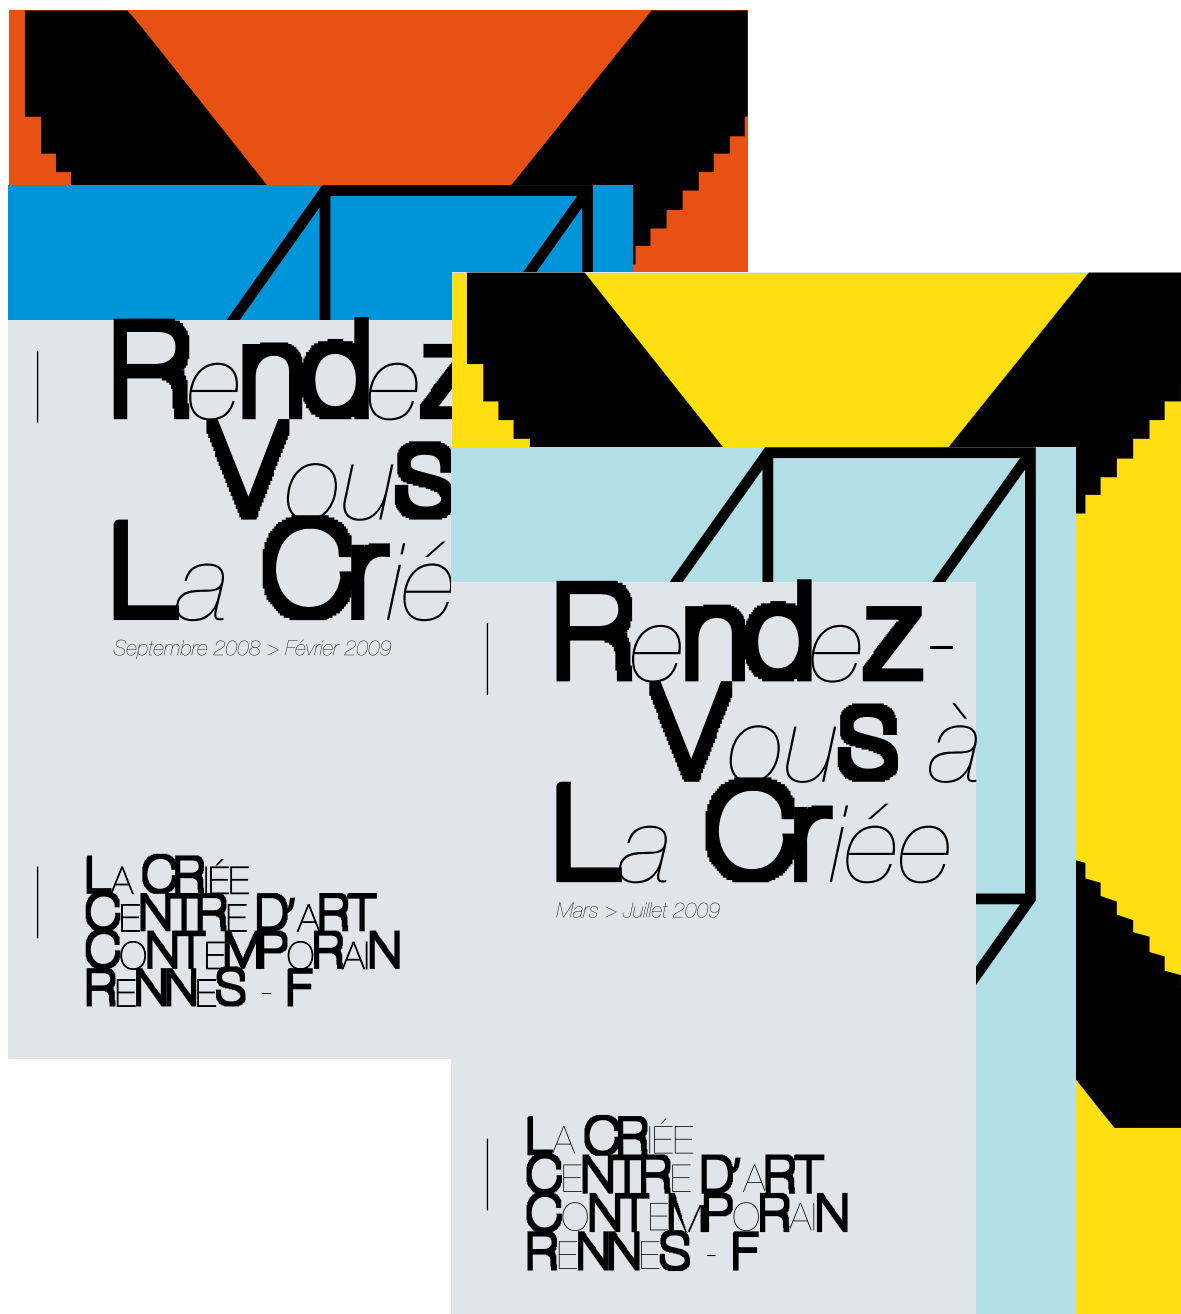 Rendez
Vous
La Crié
Septembre 2008 > Février 2009
La CRIÉE
CENTRE D'ART
CONTEMPORAIN
RENNES - F
Rendez-
Vous à
La Criée
Mars > Juillet 2009
LA CRIÉE
CENTRE D'ART
CONTEMPORAIN
RENNES - F